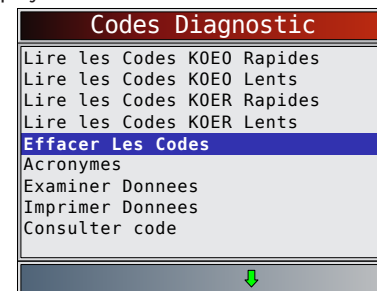 Codes Diagnostic
Lire les Codes KOEO Rapides
Lire les Codes KOEO Lents
Lire les Codes KOER Rapides
Lire les Codes KOER Lents
Effacer Les Codes
Acronymes
Examiner Donnees
Imprimer Donnees
Consulter code